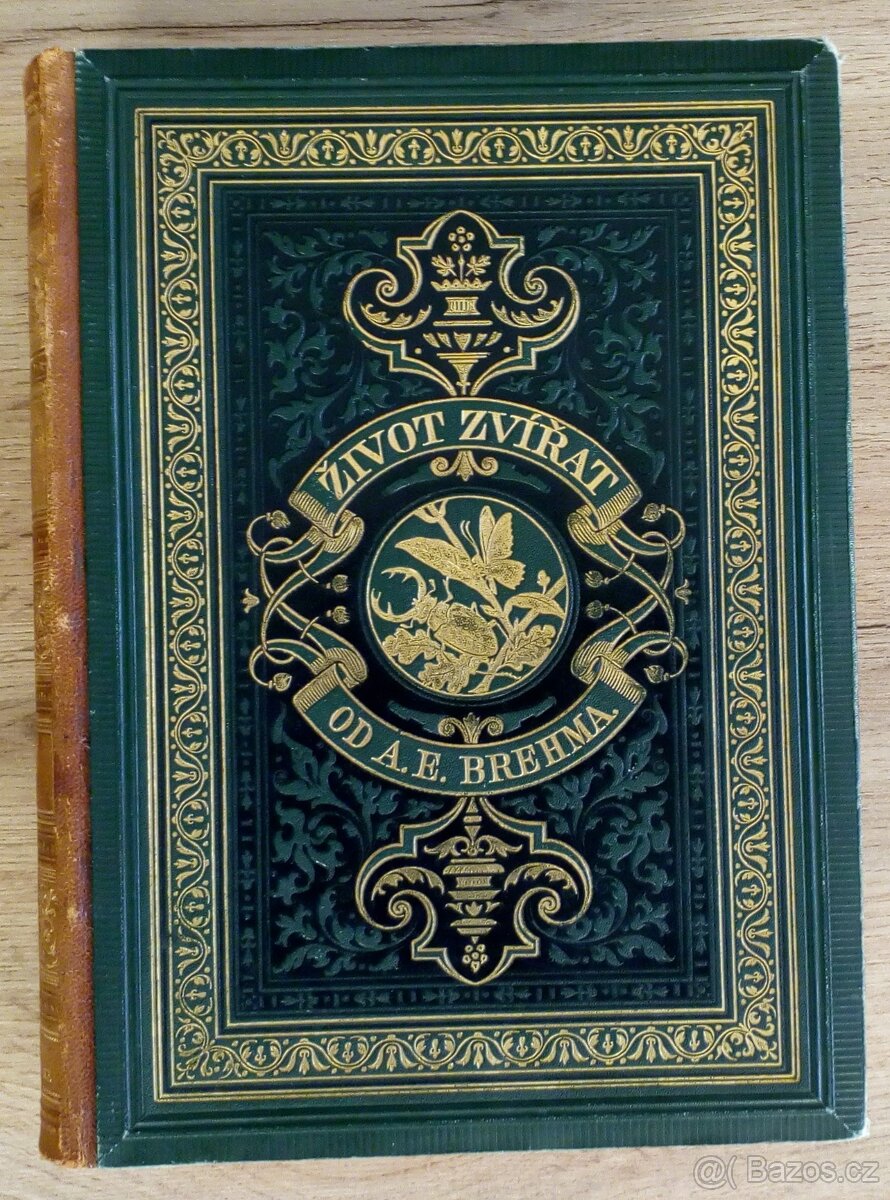 ŽIVOT ZVÍŘAT
OD A. E. BREHMA.
@( Bazos.cz